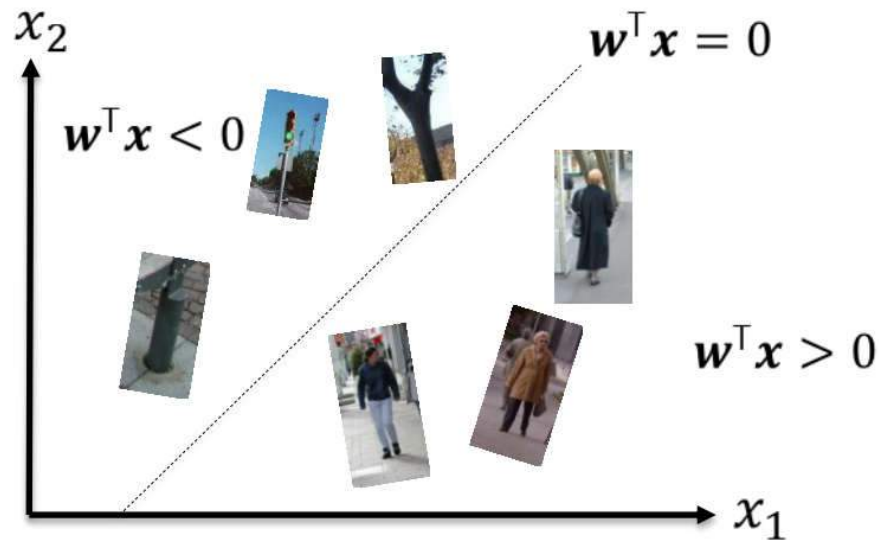 x₂
𝒘ᵀ𝒙 = 0
𝒘ᵀ𝒙 < 0
𝒘ᵀ𝒙 > 0
x₁